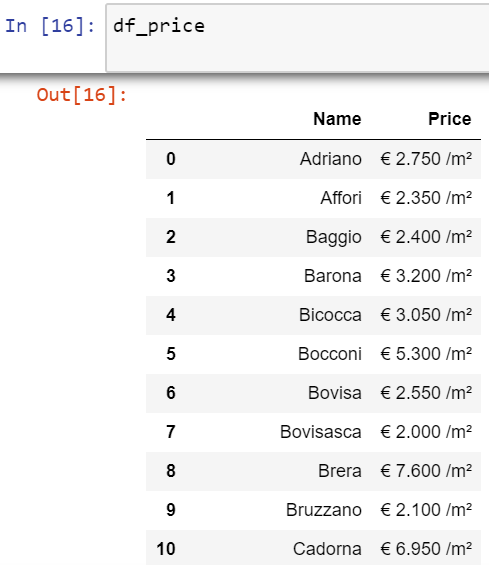 In [16]: df_price
Out[16]:
Name Price
0 Adriano € 2.750 /m²
1 Affori € 2.350 /m²
2 Baggio € 2.400 /m²
3 Barona € 3.200 /m²
4 Bicocca € 3.050 /m²
5 Bocconi € 5.300 /m²
6 Bovisa € 2.550 /m²
7 Bovisasca € 2.000 /m²
8 Brera € 7.600 /m²
9 Bruzzano € 2.100 /m²
10 Cadorna € 6.950 /m²